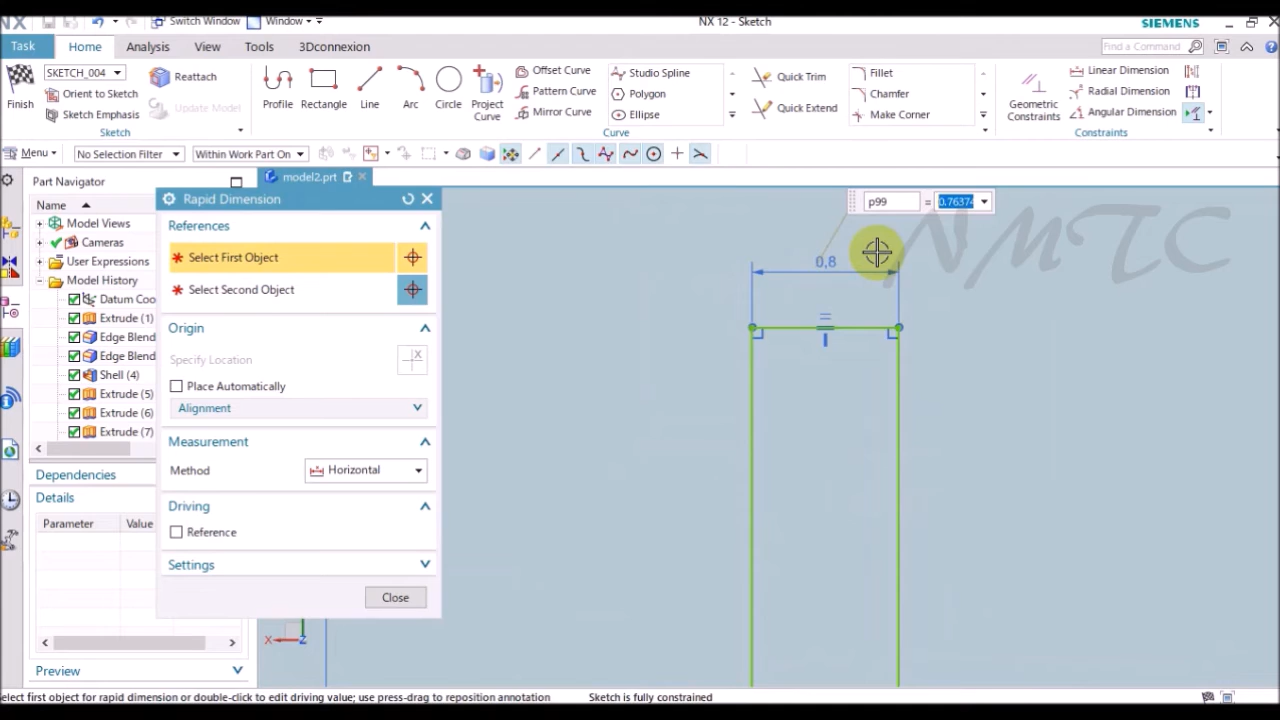 NX
Switch Window
Window
NX 12 - Sketch
SIEMENS
Task
Home
Analysis
View
Tools
3Dconnexion
Find a Command
SKETCH_004
Reattach
Orient to Sketch
Update Model
Finish
Sketch Emphasis
Sketch
Profile
Rectangle
Line
Arc
Circle
Project
Curve
Offset Curve
Pattern Curve
Mirror Curve
Studio Spline
Polygon
Ellipse
Quick Trim
Quick Extend
Fillet
Chamfer
Make Corner
Curve
Geometric
Constraints
Linear Dimension
Radial Dimension
Angular Dimension
Constraints
Menu
No Selection Filter
Within Work Part On
Part Navigator
Name
Model Views
Cameras
User Expressions
Model History
Datum Coo
Extrude (1)
Edge Blend
Edge Blend
Shell (4)
Extrude (5)
Extrude (6)
Extrude (7)
Dependencies
Details
Parameter
Value
Preview
model2.prt
Rapid Dimension
References
Select First Object
Select Second Object
Origin
Specify Location
X
Place Automatically
Alignment
Measurement
Method
Horizontal
Driving
Reference
Settings
Close
p99
=
0.76374
NMTC
0,8
X
Z
Select first object for rapid dimension or double-click to edit driving value; use press-drag to reposition annotation
Sketch is fully constrained